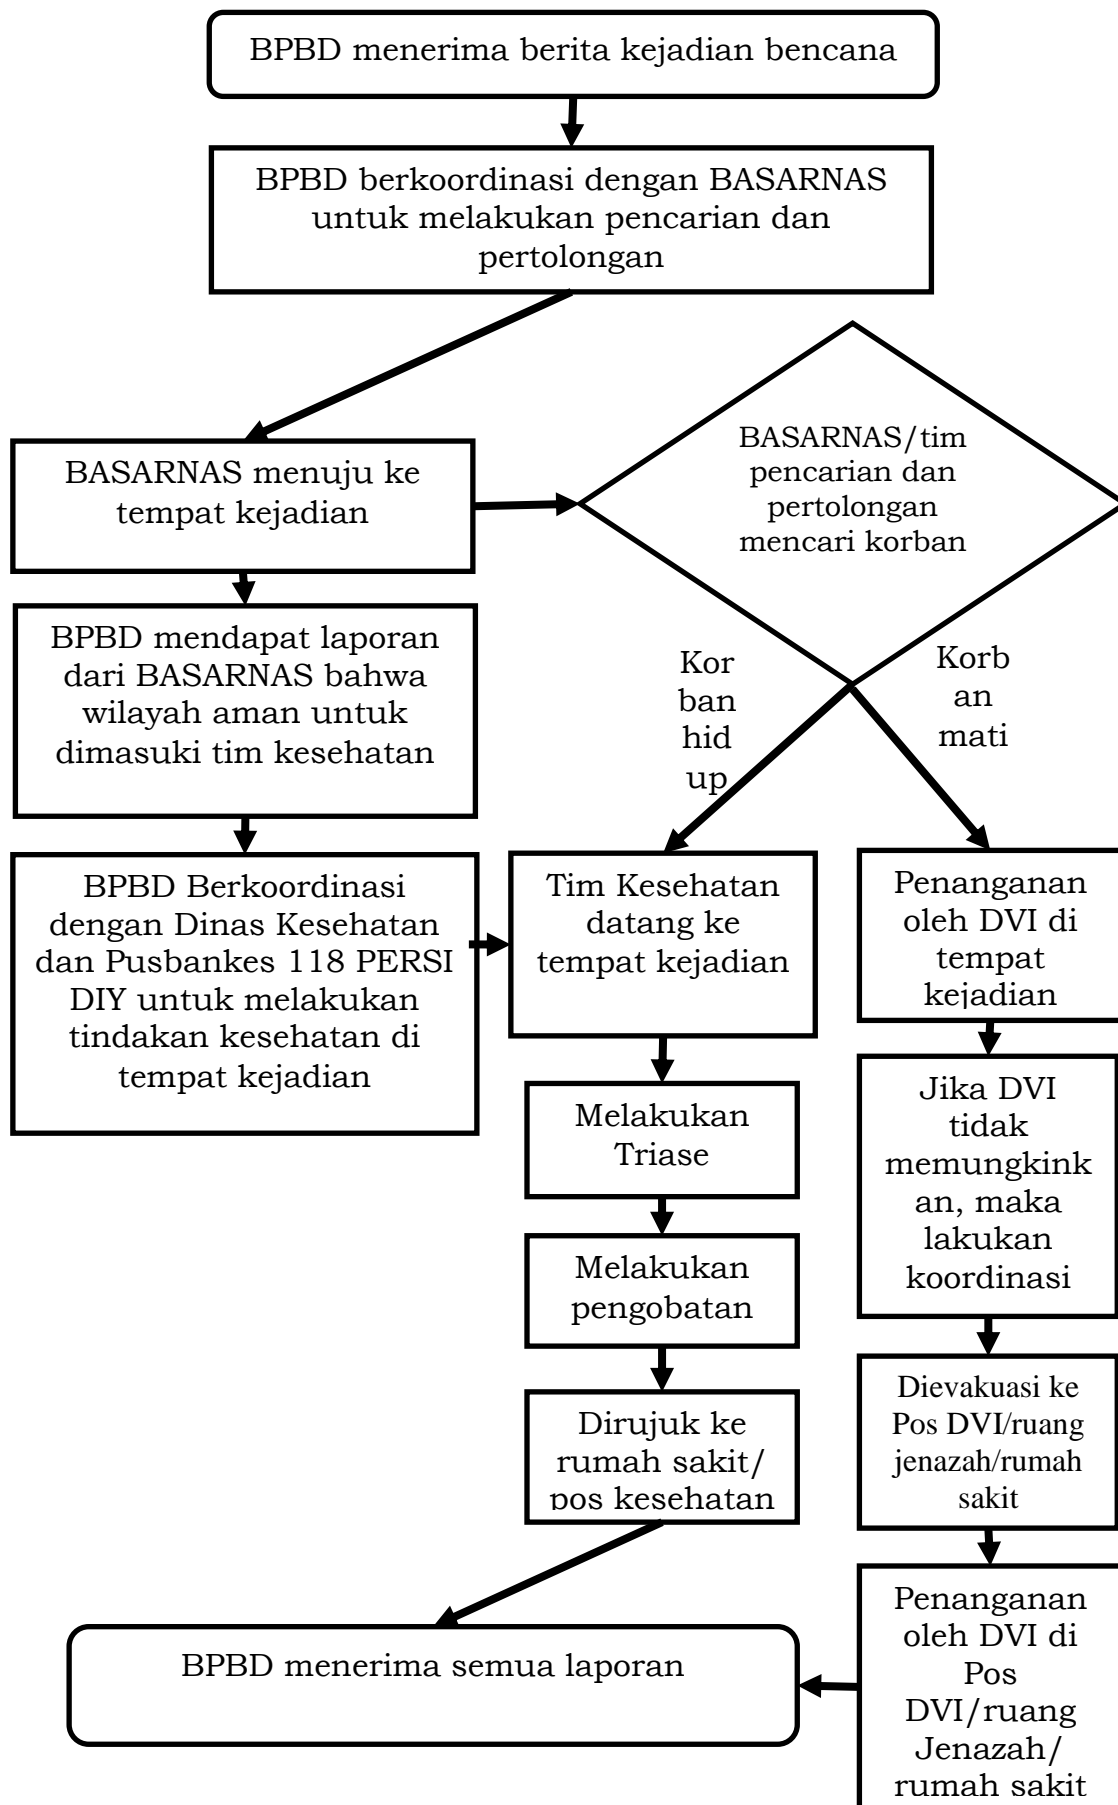 BPBD menerima berita kejadian bencana
BPBD berkoordinasi dengan BASARNAS
untuk melakukan pencarian dan
pertolongan
BASARNAS menuju ke
tempat kejadian
BASARNAS/tim
pencarian dan
pertolongan
mencari korban
BPBD mendapat laporan
dari BASARNAS bahwa
wilayah aman untuk
dimasuki tim kesehatan
Kor
ban
hid
up
Korb
an
mati
BPBD Berkoordinasi
dengan Dinas Kesehatan
dan Pusbankes 118 PERSI
DIY untuk melakukan
tindakan kesehatan di
tempat kejadian
Tim Kesehatan
datang ke
tempat kejadian
Penanganan
oleh DVI di
tempat
kejadian
Melakukan
Triase
Jika DVI
tidak
memungkink
an, maka
lakukan
koordinasi
Melakukan
pengobatan
Dirujuk ke
rumah sakit/
pos kesehatan
Dievakuasi ke
Pos DVI/ruang
jenazah/rumah
sakit
BPBD menerima semua laporan
Penanganan
oleh DVI di
Pos
DVI/ruang
Jenazah/
rumah sakit